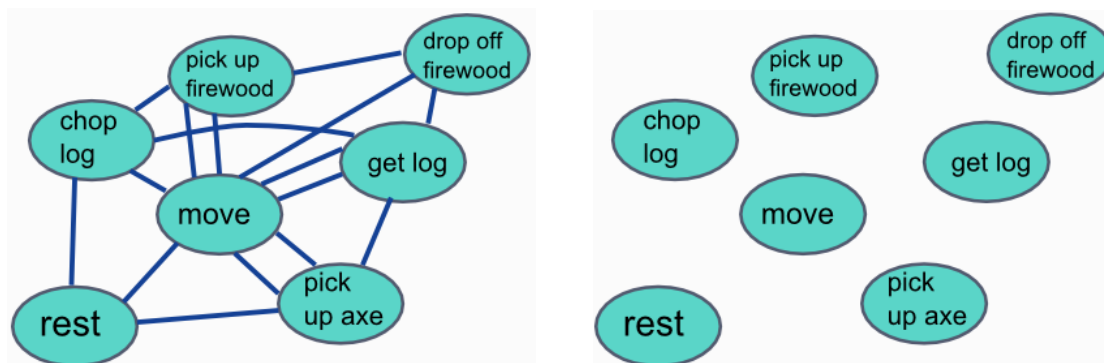 pick up
firewood
drop off
firewood
chop
log
get log
move
pick
up axe
rest
pick up
firewood
drop off
firewood
chop
log
get log
move
pick
up axe
rest